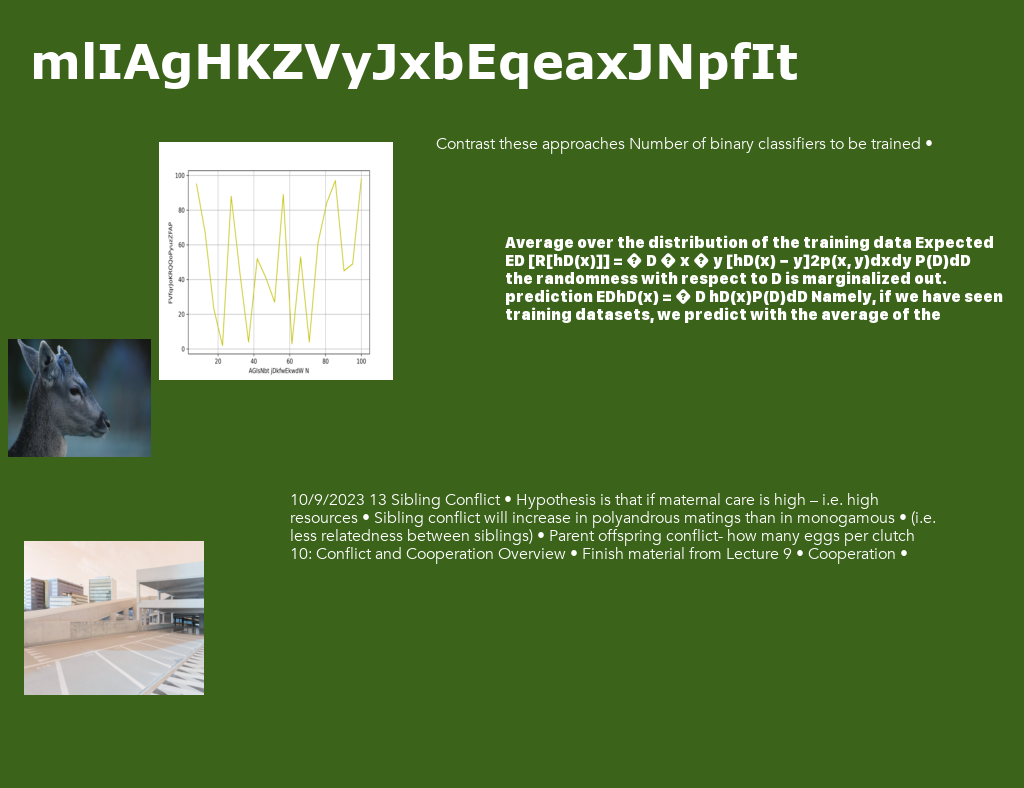 mlIAgHKZVyJxbEqeaxJNpfIt
Contrast these approaches Number of binary classifiers to be trained •
Average over the distribution of the training data Expected
ED [R[hD(x)]] = � D � x � y [hD(x) − y]2p(x, y)dxdy P(D)dD
the randomness with respect to D is marginalized out.
prediction EDhD(x) = � D hD(x)P(D)dD Namely, if we have seen
training datasets, we predict with the average of the
100
80
60
40
20
0
20 40 60 80 100
AGlsNbt jDkfwEkwdW N
10/9/2023 13 Sibling Conflict • Hypothesis is that if maternal care is high – i.e. high
resources • Sibling conflict will increase in polyandrous matings than in monogamous • (i.e.
less relatedness between siblings) • Parent offspring conflict- how many eggs per clutch
10: Conflict and Cooperation Overview • Finish material from Lecture 9 • Cooperation •